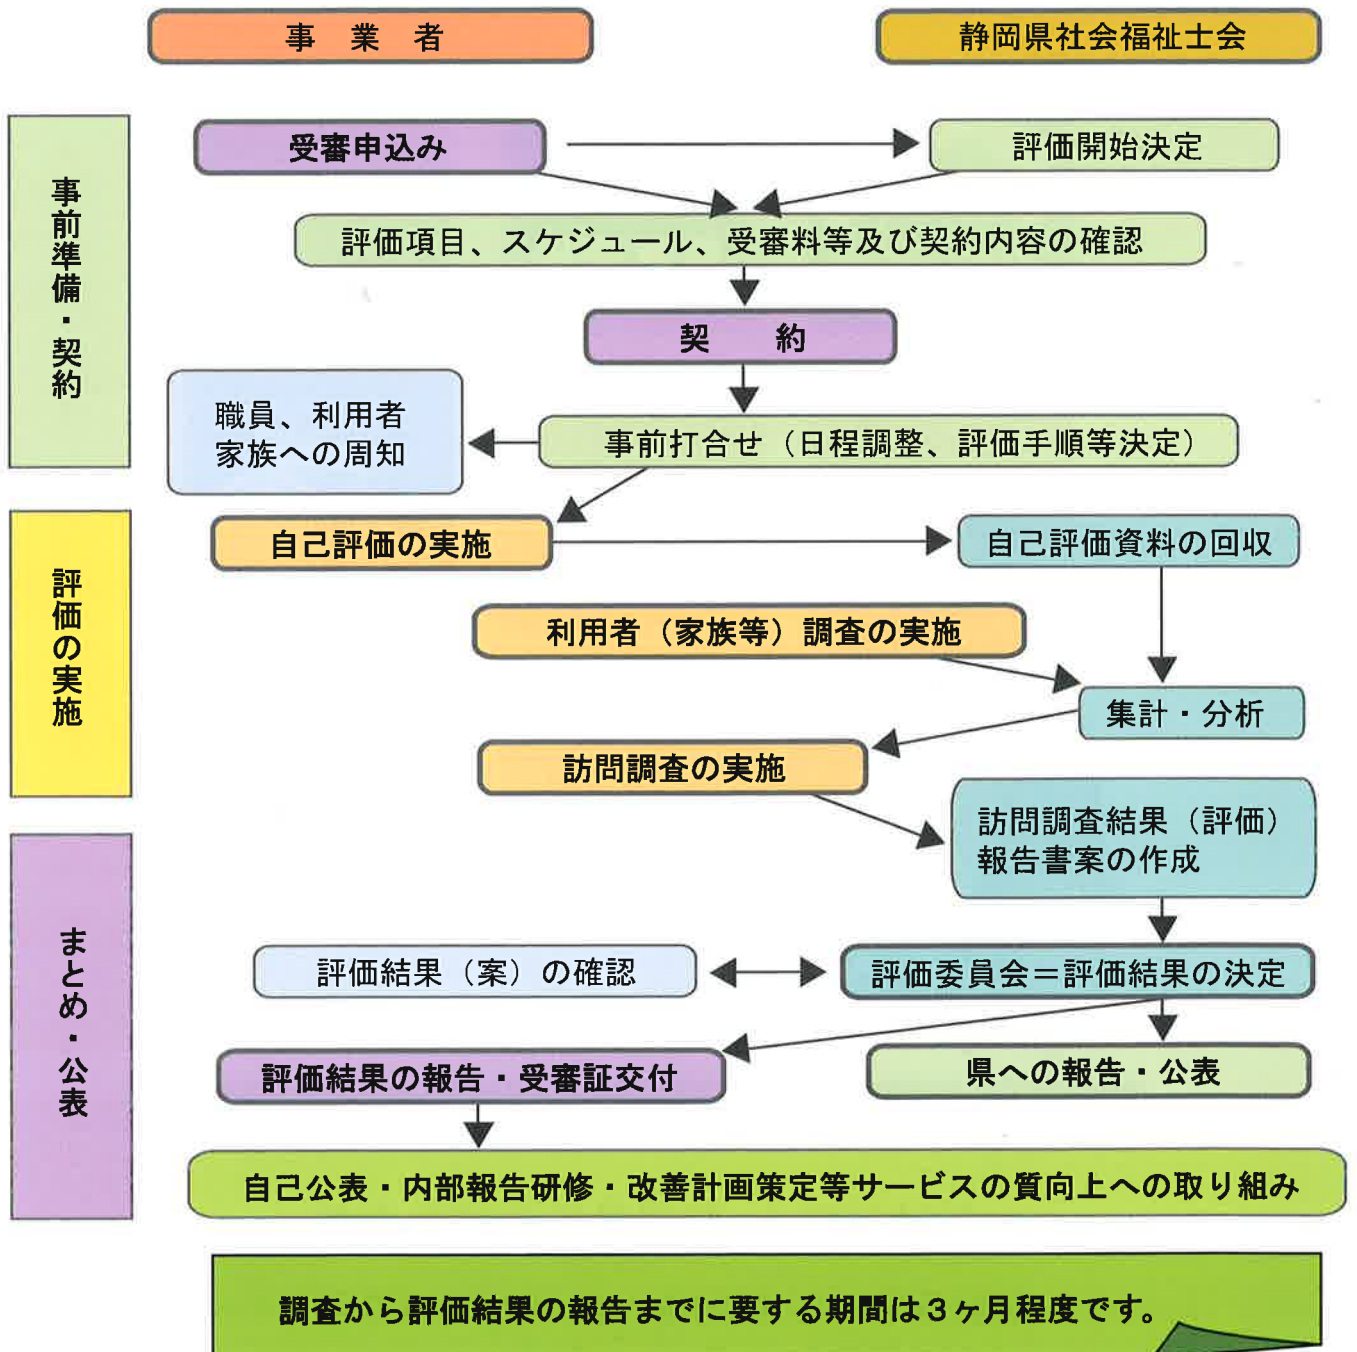 事　業　者
静岡県社会福祉士会
事前準備・契約
受審申込み
評価開始決定
評価項目、スケジュール、受審料等及び契約内容の確認
契　　約
職員、利用者
家族への周知
事前打合せ（日程調整、評価手順等決定）
評価の実施
自己評価の実施
自己評価資料の回収
利用者（家族等）調査の実施
集計・分析
訪問調査の実施
訪問調査結果（評価）
報告書案の作成
まとめ・公表
評価結果（案）の確認
評価委員会＝評価結果の決定
評価結果の報告・受審証交付
県への報告・公表
自己公表・内部報告研修・改善計画策定等サービスの質向上への取り組み
調査から評価結果の報告までに要する期間は３ヶ月程度です。